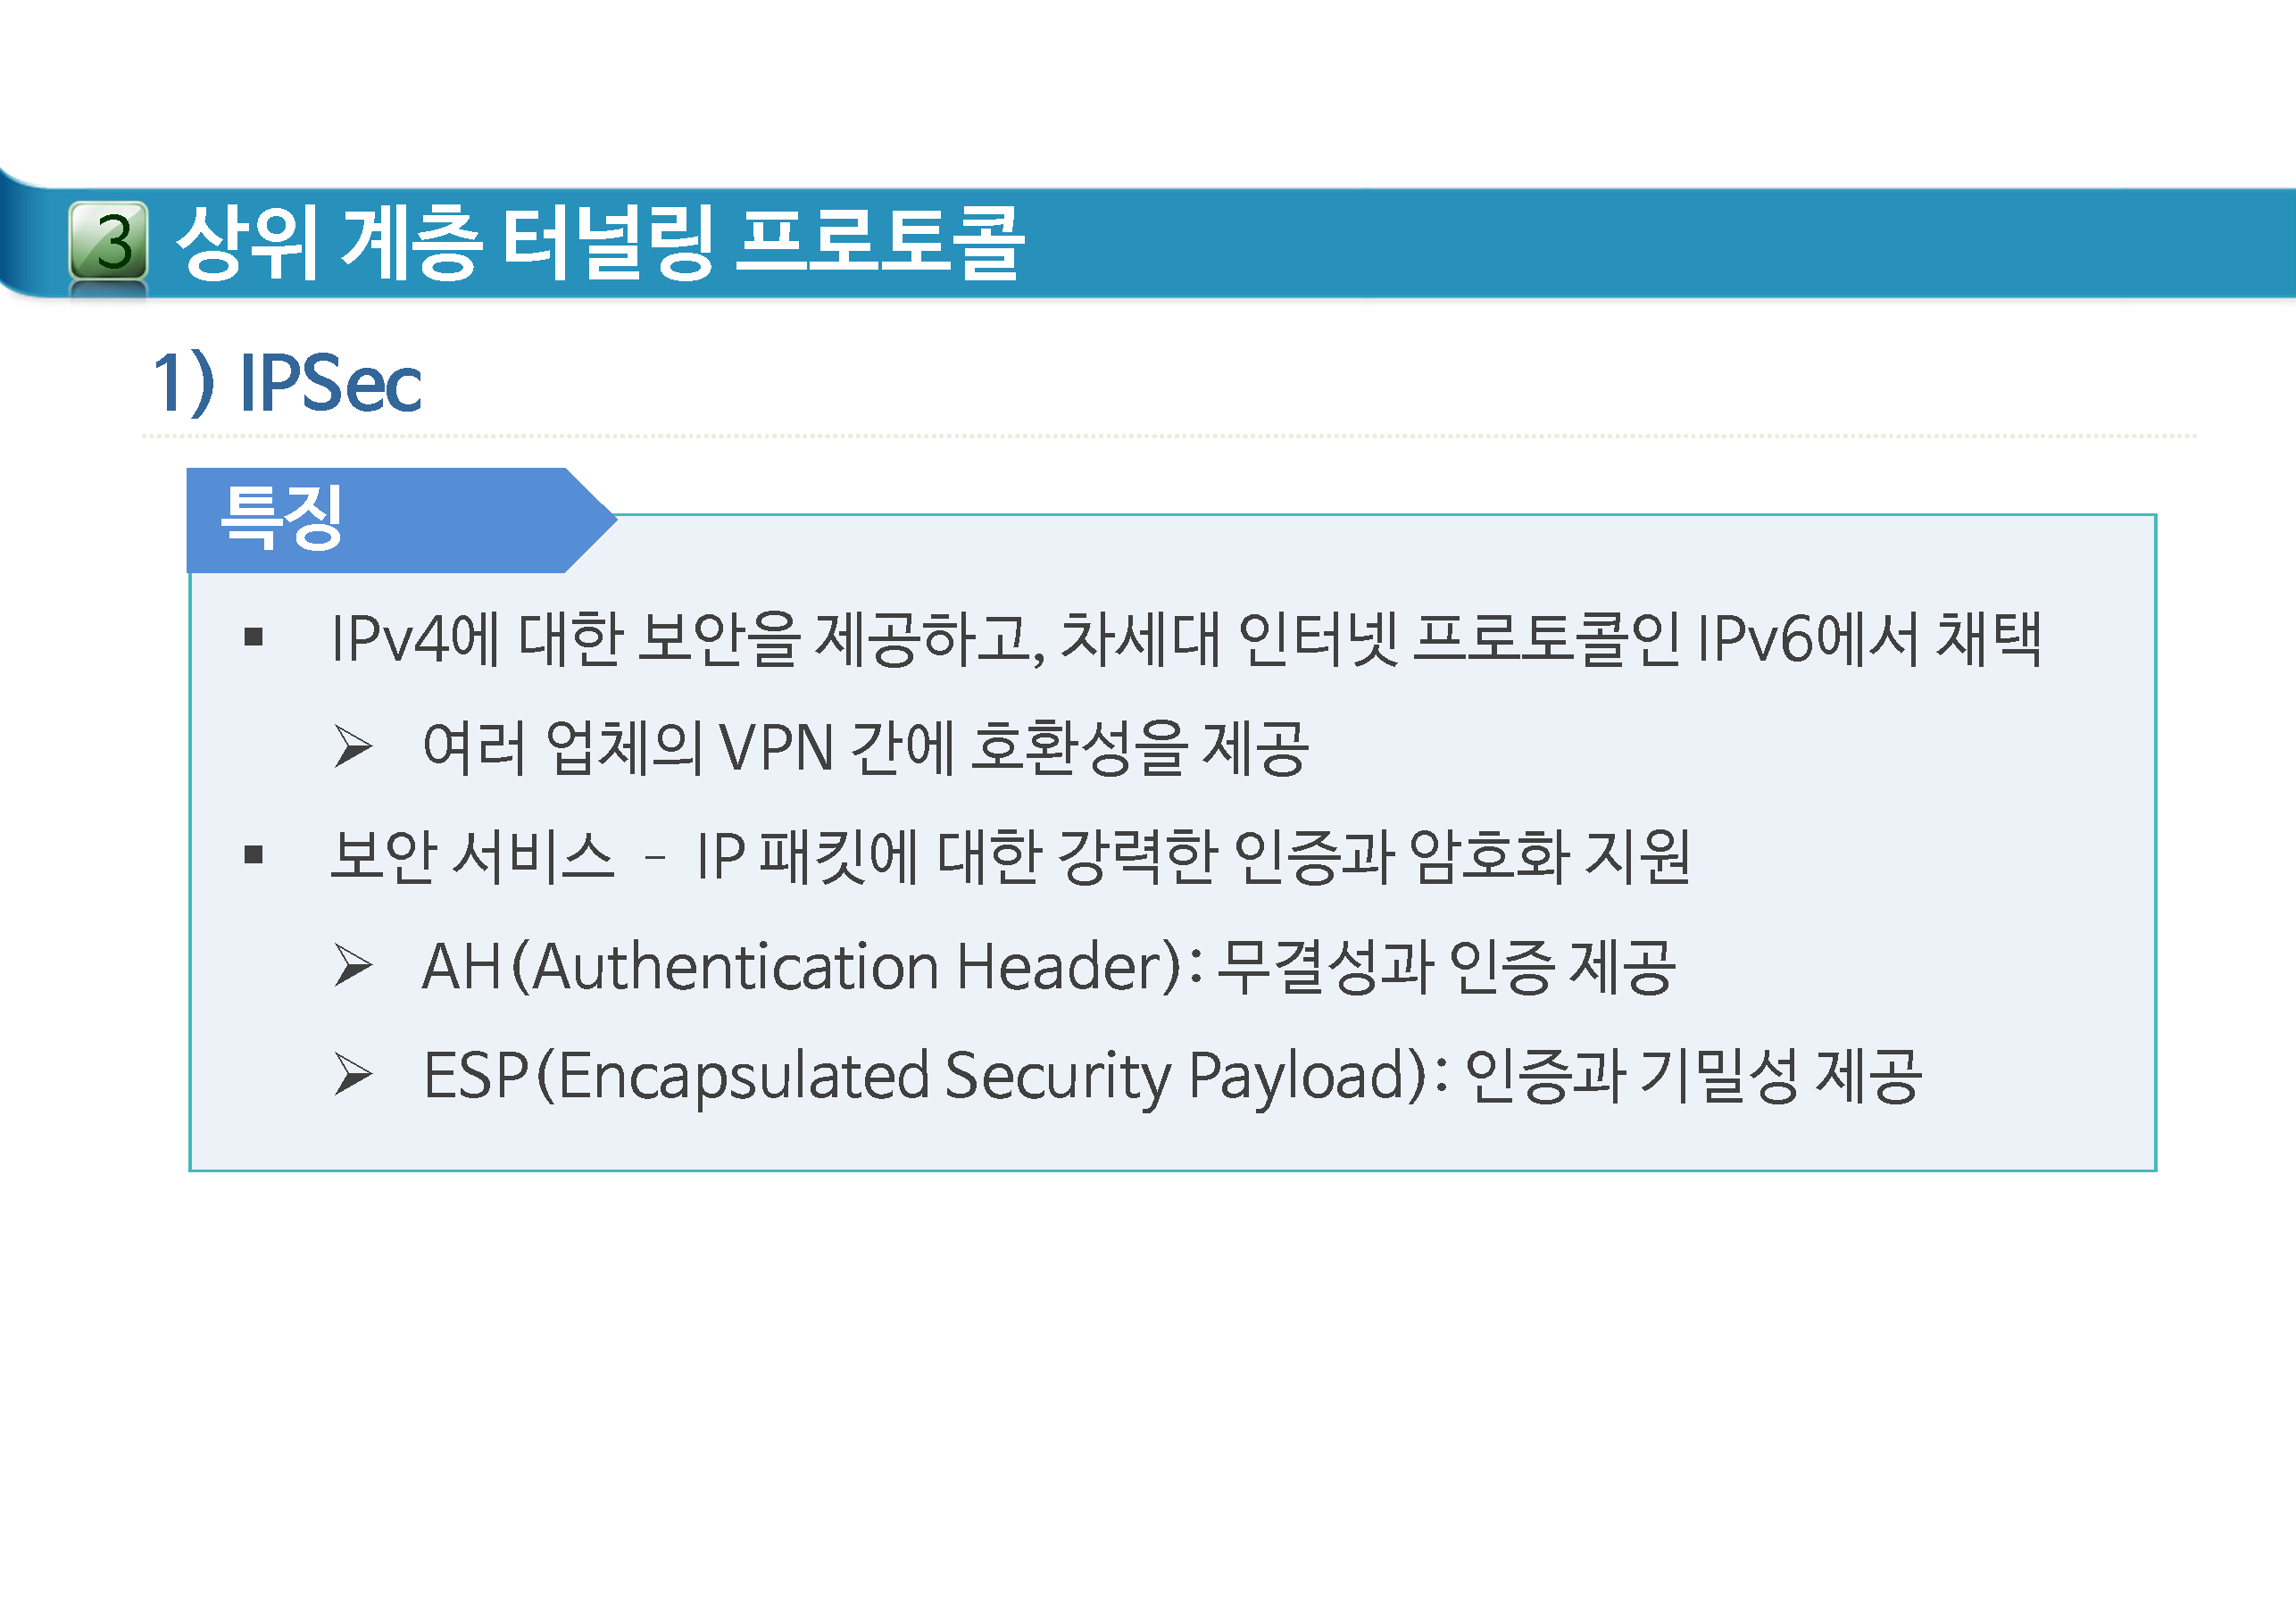 3 상위 계층 터널링 프로토콜
1) IPSec
특징
▪ IPv4에 대한 보안을 제공하고, 차세대 인터넷 프로토콜인 IPv6에서 채택
➢ 여러 업체의 VPN 간에 호환성을 제공
▪ 보안 서비스 – IP 패킷에 대한 강력한 인증과 암호화 지원
➢ AH(Authentication Header): 무결성과 인증 제공
➢ ESP(Encapsulated Security Payload): 인증과 기밀성 제공